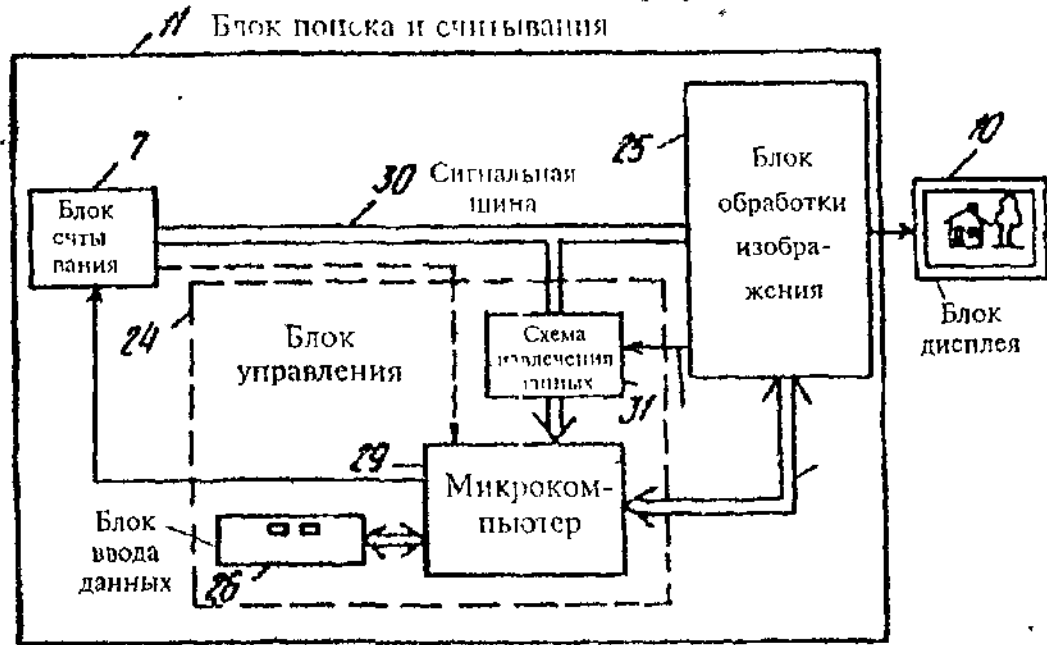 11 Блок поиска и считывания
7
Блок
счты
вания
30
Сигнальная
шина
25
Блок
обработки
изобра-
жения
10
Блок
дисплея
24
Блок
управления
Схема
извлечения
данных
31
29
Микроком-
пьютер
Блок
ввода
данных
26